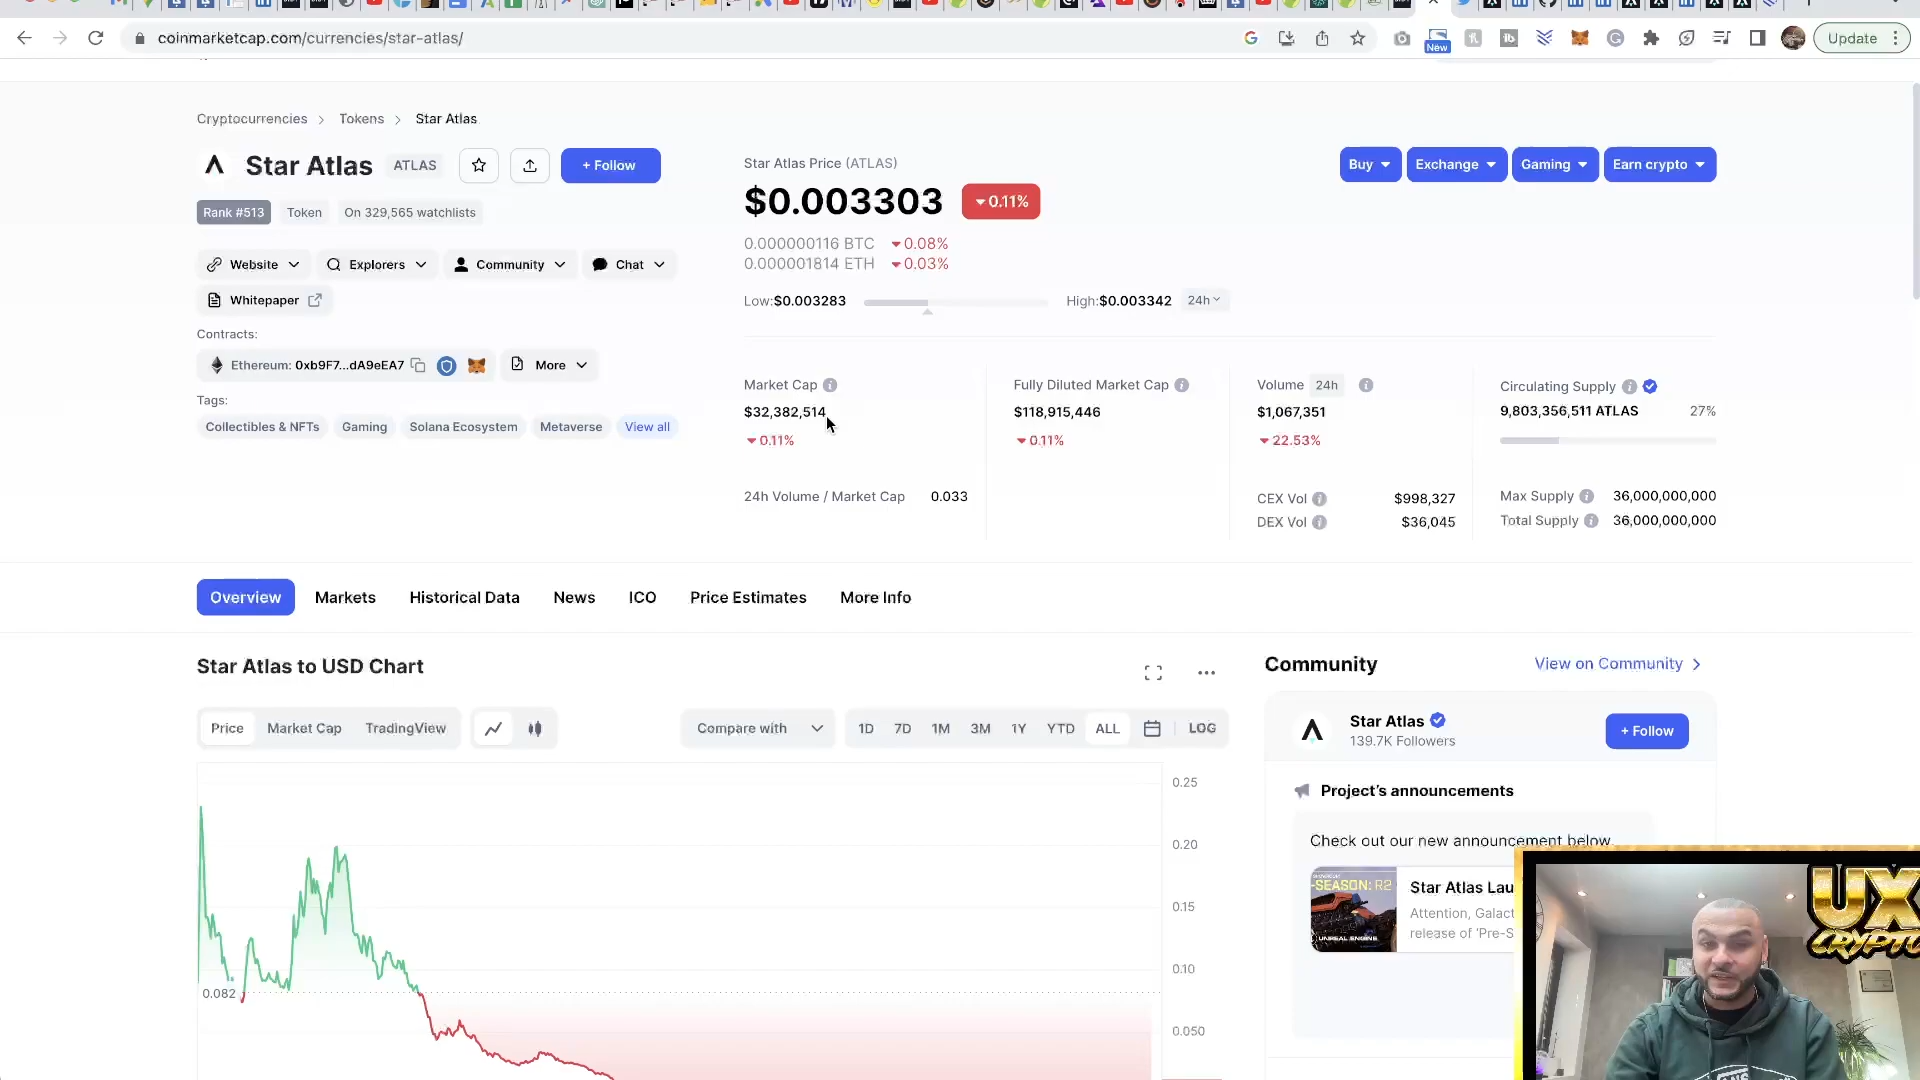 coinmarketcap.com/currencies/star-atlas/
New
Update
Cryptocurrencies > Tokens > Star Atlas
Star Atlas ATLAS + Follow
Rank #513 Token On 329,565 watchlists
Website Explorers Community Chat
Whitepaper
Contracts:
Ethereum: 0xb9F7...dA9eEA7 More
Tags:
Collectibles & NFTs Gaming Solana Ecosystem Metaverse View all
Star Atlas Price (ATLAS)
$0.003303 0.11%
0.000000116 BTC 0.08%
0.000001814 ETH 0.03%
Low:$0.003283 High:$0.003342 24h
Buy Exchange Gaming Earn crypto
Market Cap
$32,382,514
0.11%
24h Volume / Market Cap 0.033
Fully Diluted Market Cap
$118,915,446
0.11%
Volume 24h
$1,067,351
22.53%
CEX Vol $998,327
DEX Vol $36,045
Circulating Supply
9,803,356,511 ATLAS 27%
Max Supply 36,000,000,000
Total Supply 36,000,000,000
Overview Markets Historical Data News ICO Price Estimates More Info
Star Atlas to USD Chart
Price Market Cap TradingView Compare with 1D 7D 1M 3M 1Y YTD ALL LOG
0.25
0.20
0.15
0.10
0.082
0.050
Community View on Community >
Star Atlas
139.7K Followers
+ Follow
Project's announcements
Check out our new announcement below
-SEASON: R2
UNREAL ENGINE
Star Atlas Lau
Attention, Galact
release of 'Pre-S
UX
CRYPTO